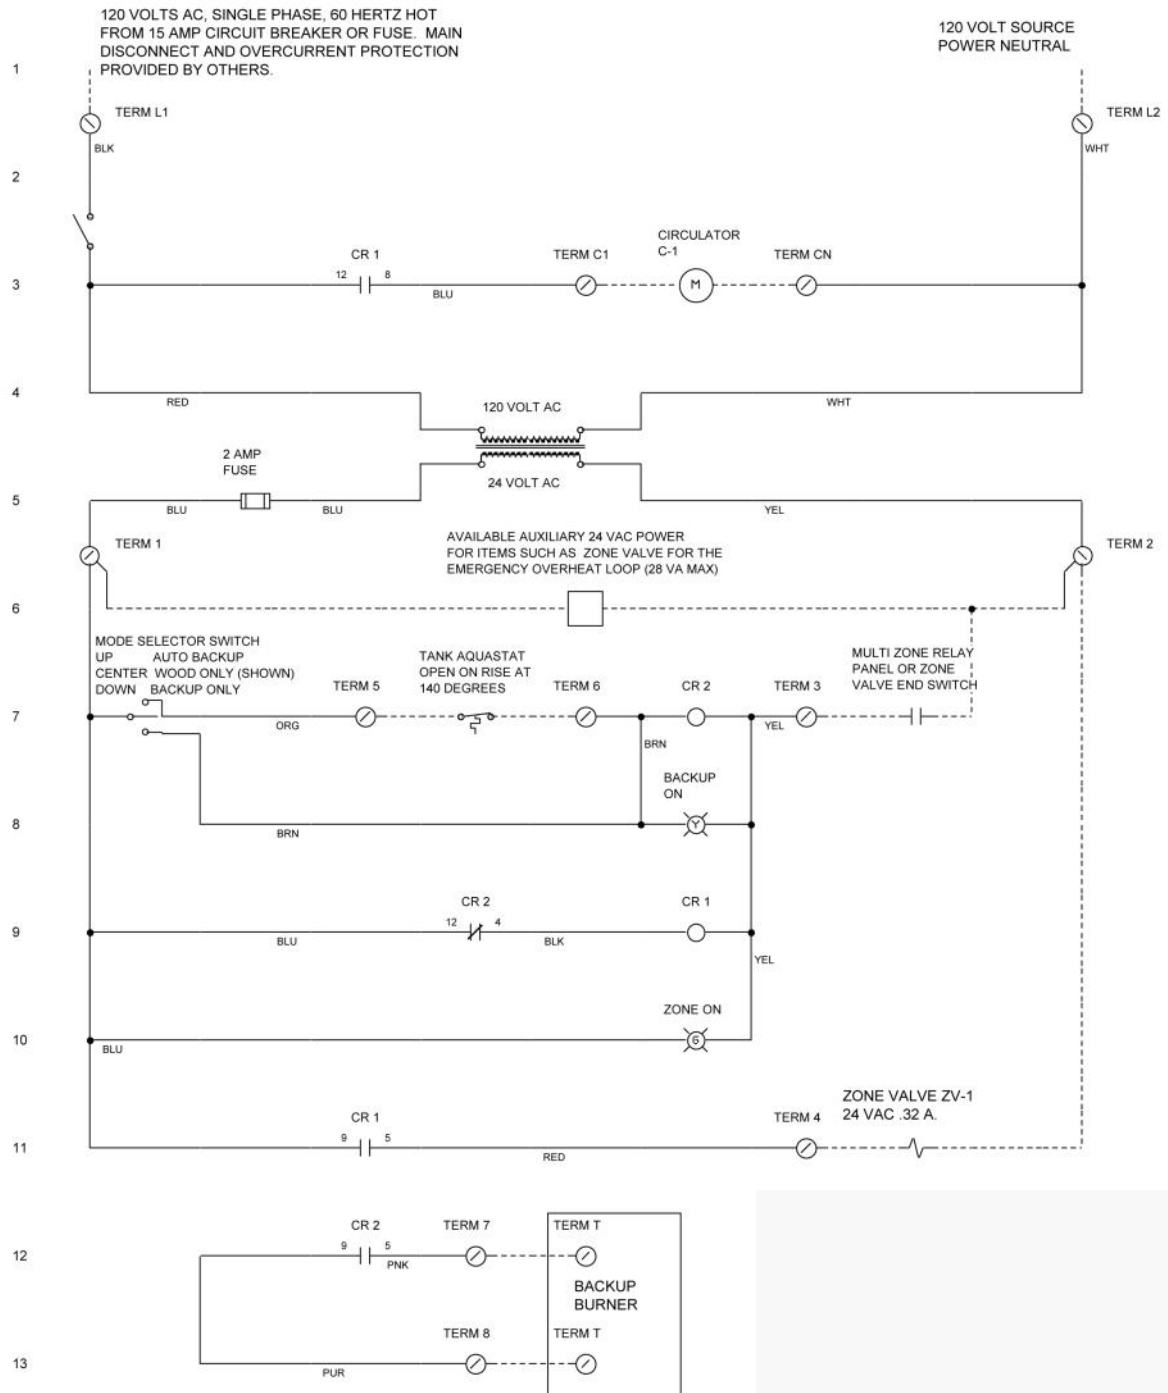 120 VOLTS AC, SINGLE PHASE, 60 HERTZ HOT
FROM 15 AMP CIRCUIT BREAKER OR FUSE. MAIN
DISCONNECT AND OVERCURRENT PROTECTION
PROVIDED BY OTHERS.
120 VOLT SOURCE
POWER NEUTRAL
1
TERM L1
TERM L2
BLK
WHT
2
CIRCULATOR
C-1
CR 1
TERM C1
TERM CN
12
8
M
3
BLU
4
RED
WHT
120 VOLT AC
2 AMP
FUSE
24 VOLT AC
5
BLU
BLU
YEL
TERM 1
AVAILABLE AUXILIARY 24 VAC POWER
FOR ITEMS SUCH AS ZONE VALVE FOR THE
EMERGENCY OVERHEAT LOOP (28 VA MAX)
TERM 2
6
MODE SELECTOR SWITCH
UP AUTO BACKUP
CENTER WOOD ONLY (SHOWN)
DOWN BACKUP ONLY
TERM 5
TANK AQUASTAT
OPEN ON RISE AT
140 DEGREES
TERM 6
CR 2
TERM 3
MULTI ZONE RELAY
PANEL OR ZONE
VALVE END SWITCH
7
ORG
YEL
BRN
BACKUP
ON
8
Y
BRN
CR 2
CR 1
12
4
9
BLU
BLK
YEL
ZONE ON
10
G
BLU
ZONE VALVE ZV-1
24 VAC .32 A.
CR 1
TERM 4
9
5
11
RED
CR 2
TERM 7
TERM T
9
5
12
PNK
BACKUP
BURNER
TERM 8
TERM T
13
PUR